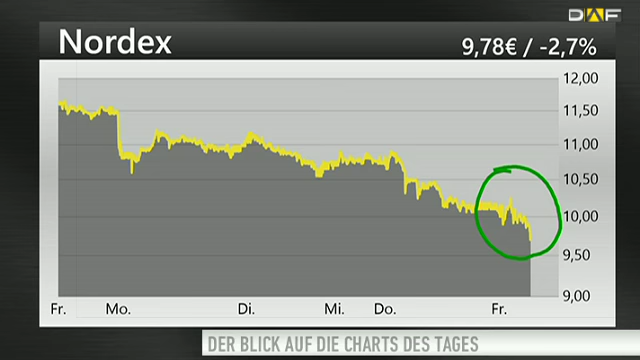 DAF
Nordex
9,78€ / -2,7%
12,00
11,50
11,00
10,50
10,00
9,50
9,00
Fr. Mo. Di. Mi. Do. Fr.
DER BLICK AUF DIE CHARTS DES TAGES